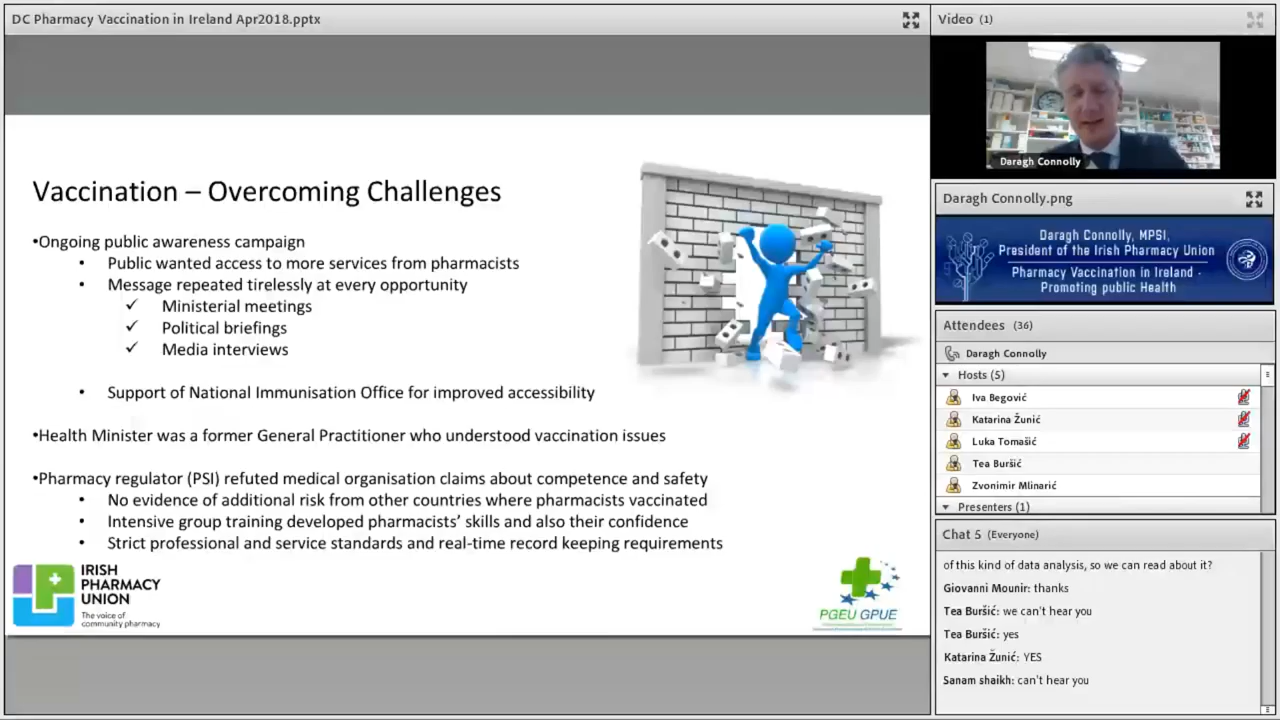 DC Pharmacy Vaccination in Ireland Apr2018.pptx
Vaccination – Overcoming Challenges
•Ongoing public awareness campaign
• Public wanted access to more services from pharmacists
• Message repeated tirelessly at every opportunity
✓ Ministerial meetings
✓ Political briefings
✓ Media interviews
• Support of National Immunisation Office for improved accessibility
•Health Minister was a former General Practitioner who understood vaccination issues
•Pharmacy regulator (PSI) refuted medical organisation claims about competence and safety
• No evidence of additional risk from other countries where pharmacists vaccinated
• Intensive group training developed pharmacists’ skills and also their confidence
• Strict professional and service standards and real-time record keeping requirements
IRISH
PHARMACY
UNION
The voice of
community pharmacy
PGEU GPUE
Video (1)
Daragh Connolly
Daragh Connolly.png
Daragh Connolly, MPSI,
President of the Irish Pharmacy Union
Pharmacy Vaccination in Ireland -
Promoting public Health
Attendees (36)
Daragh Connolly
Hosts (5)
Iva Begović
Katarina Žunić
Luka Tomašić
Tea Buršić
Zvonimir Mlinarić
Presenters (1)
Chat 5 (Everyone)
of this kind of data analysis, so we can read about it?
Giovanni Mounir: thanks
Tea Buršić: we can't hear you
Tea Buršić: yes
Katarina Žunić: YES
Sanam shaikh: can't hear you